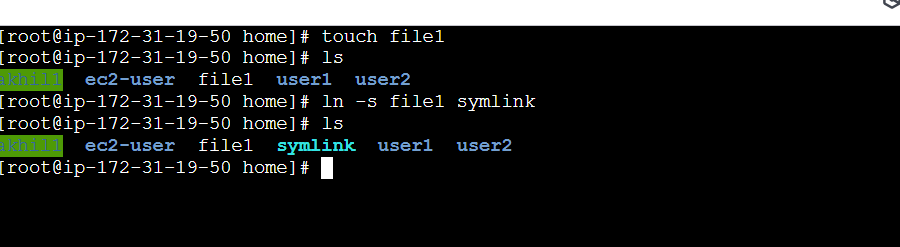 [root@ip-172-31-19-50 home]# touch file1
[root@ip-172-31-19-50 home]# ls
akhil1  ec2-user  file1  user1  user2
[root@ip-172-31-19-50 home]# ln -s file1 symlink
[root@ip-172-31-19-50 home]# ls
akhil1  ec2-user  file1  symlink  user1  user2
[root@ip-172-31-19-50 home]#